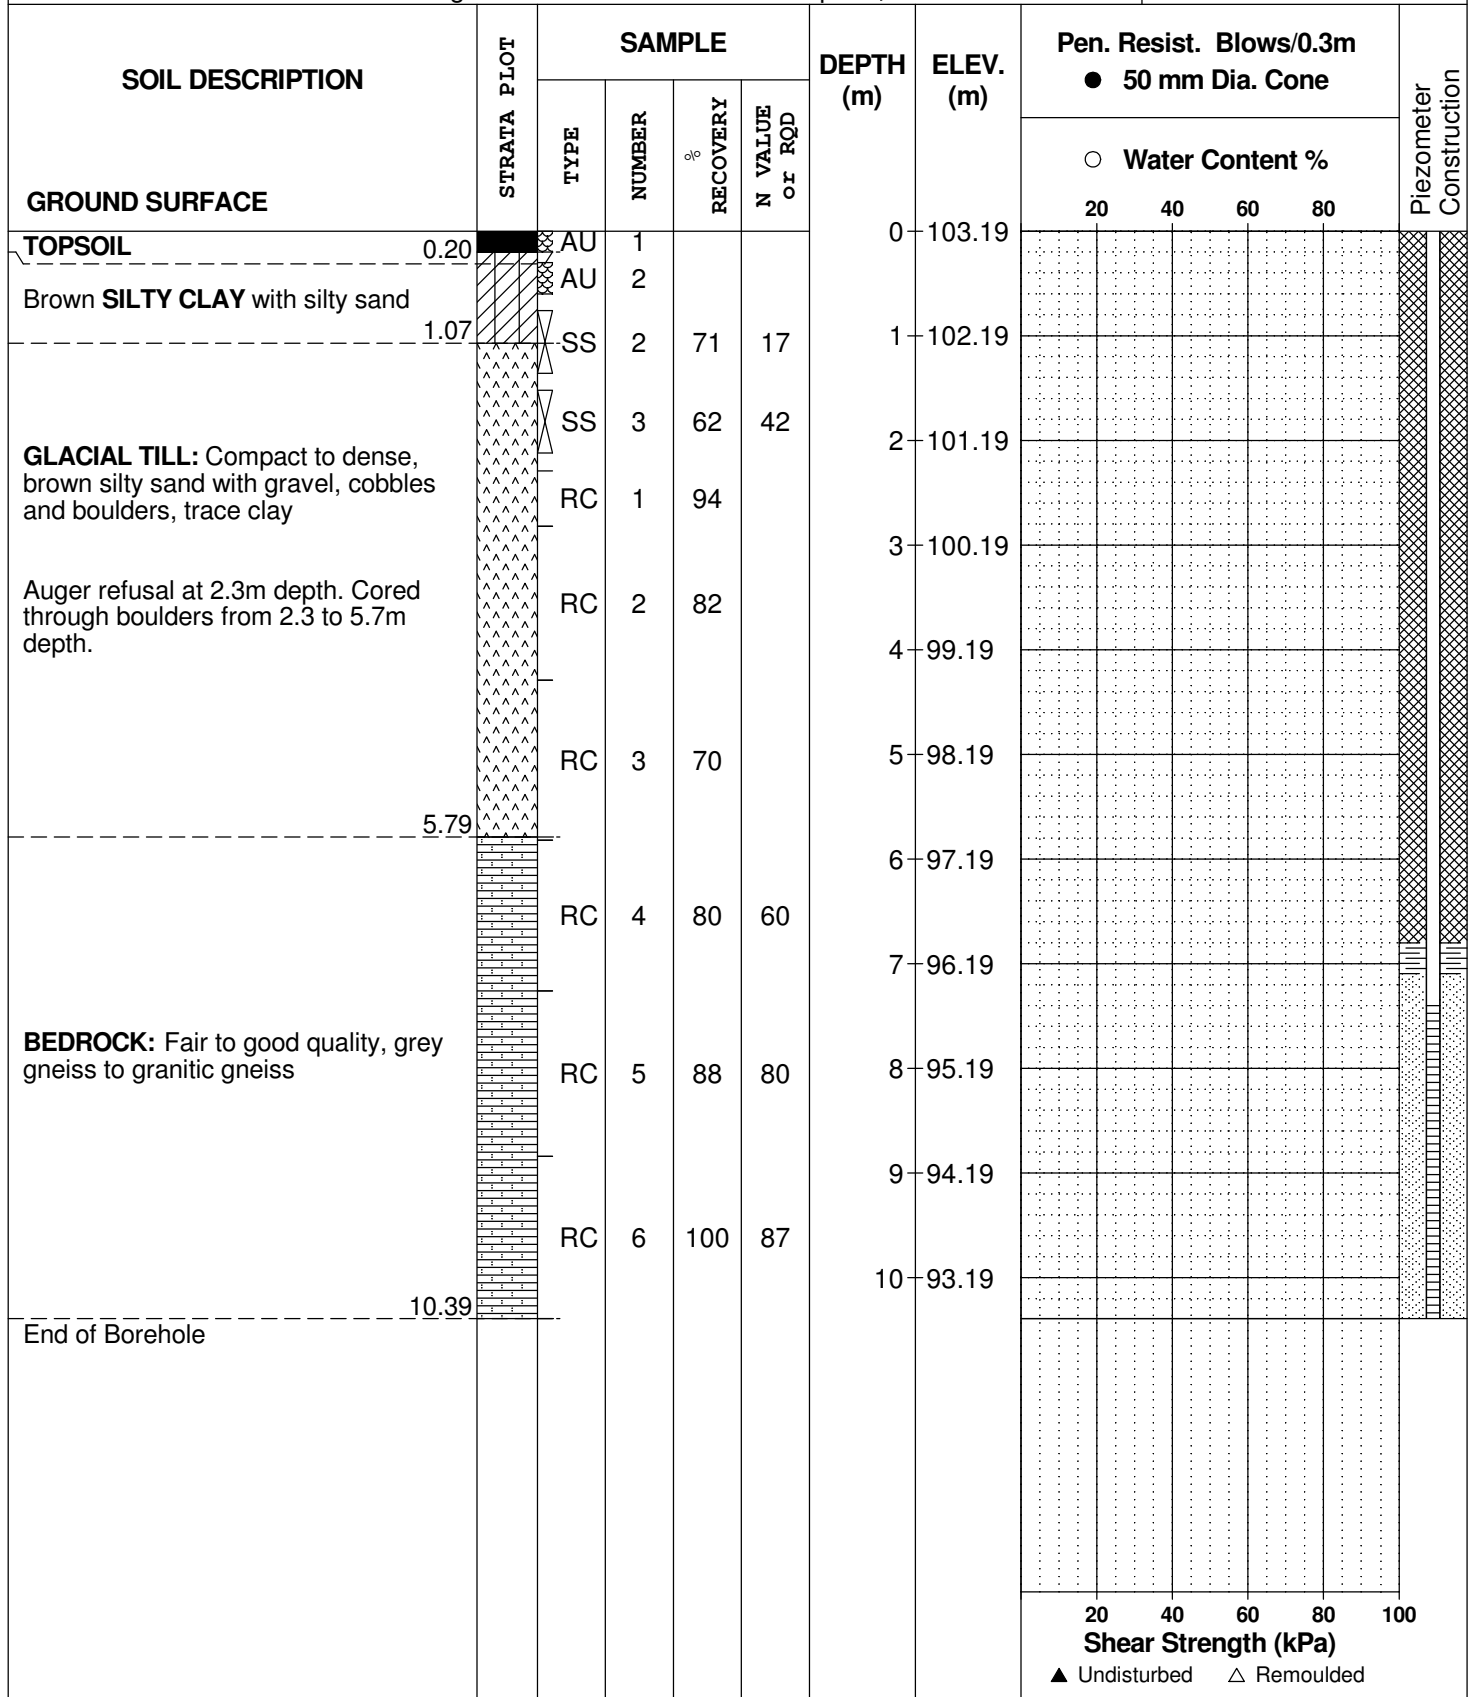 SOIL DESCRIPTION
GROUND SURFACE
STRATA PLOT
SAMPLE
TYPE
NUMBER
% RECOVERY
N VALUE or RQD
DEPTH (m)
ELEV. (m)
Pen. Resist. Blows/0.3m
● 50 mm Dia. Cone
○ Water Content %
20 40 60 80
Piezometer Construction
TOPSOIL 0.20
AU 1
0 103.19
AU 2
Brown SILTY CLAY with silty sand
1.07
SS 2 71 17
1 102.19
SS 3 62 42
2 101.19
GLACIAL TILL: Compact to dense,
brown silty sand with gravel, cobbles
and boulders, trace clay
RC 1 94
3 100.19
Auger refusal at 2.3m depth. Cored
through boulders from 2.3 to 5.7m
depth.
RC 2 82
4 99.19
5 98.19
RC 3 70
5.79
6 97.19
RC 4 80 60
7 96.19
BEDROCK: Fair to good quality, grey
gneiss to granitic gneiss
RC 5 88 80
8 95.19
9 94.19
RC 6 100 87
10 93.19
10.39
End of Borehole
20 40 60 80 100
Shear Strength (kPa)
▲ Undisturbed △ Remoulded